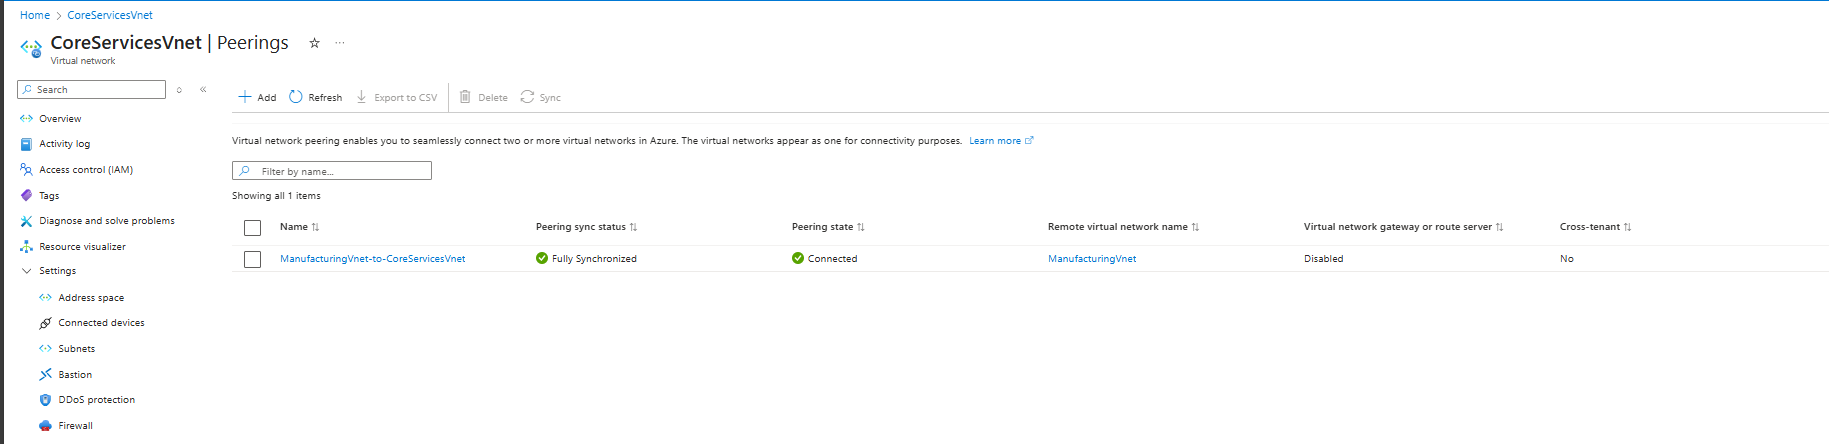 Home > CoreServicesVnet
CoreServicesVnet | Peerings ☆ ···
Virtual network
Search
Add Refresh Export to CSV Delete Sync
Overview
Activity log
Access control (IAM)
Tags
Diagnose and solve problems
Resource visualizer
Settings
Address space
Connected devices
Subnets
Bastion
DDoS protection
Firewall
Virtual network peering enables you to seamlessly connect two or more virtual networks in Azure. The virtual networks appear as one for connectivity purposes. Learn more
Filter by name...
Showing all 1 items
Name Peering sync status Peering state Remote virtual network name Virtual network gateway or route server Cross-tenant
ManufacturingVnet-to-CoreServicesVnet Fully Synchronized Connected ManufacturingVnet Disabled No